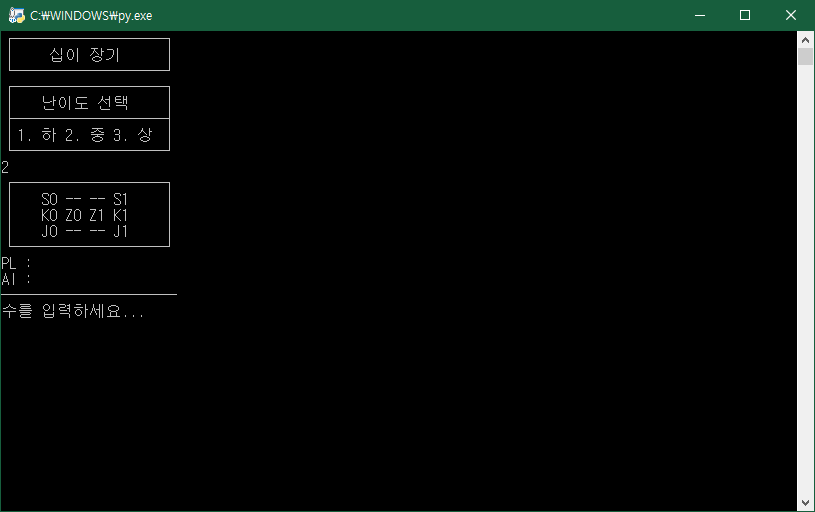 C:₩WINDOWS₩py.exe
십이 장기
난이도 선택
1. 하 2. 중 3. 상
2
S0 -- -- S1
K0 Z0 Z1 K1
J0 -- -- J1
PL :
AI :
수를 입력하세요...